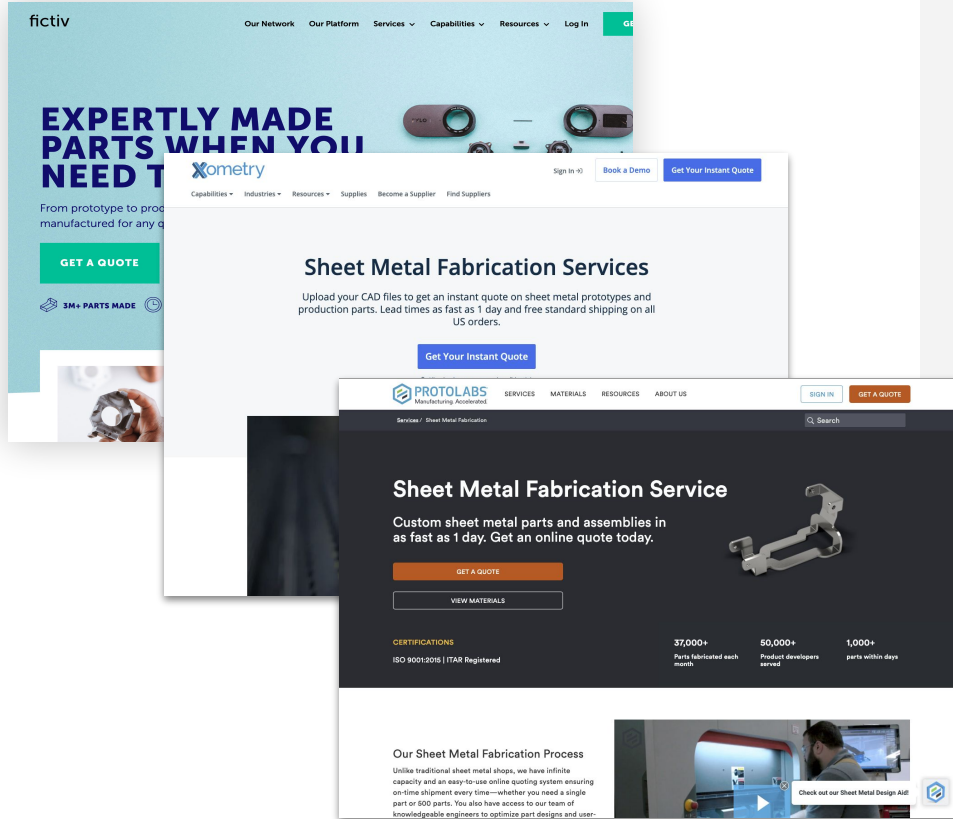 fictiv
Our Network Our Platform Services Capabilities Resources Log In
EXPERTLY MADE
PARTS WHEN YOU
NEED
From prototype to
manufactured for any
GET A QUOTE
3M+ PARTS MADE
Xometry
Sign In
Book a Demo
Get Your Instant Quote
Capabilities Industries Resources Supplies Become a Supplier Find Suppliers
Sheet Metal Fabrication Services
Upload your CAD files to get an instant quote on sheet metal prototypes and
production parts. Lead times as fast as 1 day and free standard shipping on all
US orders.
Get Your Instant Quote
PROTOLABS
Manufacturing. Accelerated.
SERVICES MATERIALS RESOURCES ABOUT US
SIGN IN
GET A QUOTE
Services / Sheet Metal Fabrication
Search
Sheet Metal Fabrication Service
Custom sheet metal parts and assemblies in
as fast as 1 day. Get an online quote today.
GET A QUOTE
VIEW MATERIALS
CERTIFICATIONS
ISO 9001:2015 | ITAR Registered
37,000+
Parts fabricated each
month
50,000+
Product developers
served
1,000+
parts within days
Our Sheet Metal Fabrication Process
Unlike traditional sheet metal shops, we have infinite
capacity and an easy-to-use online quoting system ensuring
on-time shipment every time—whether you need a single
part or 500 parts. You also have access to our team of
knowledgeable engineers to optimize part designs and user-
Check out our Sheet Metal Design Aid!